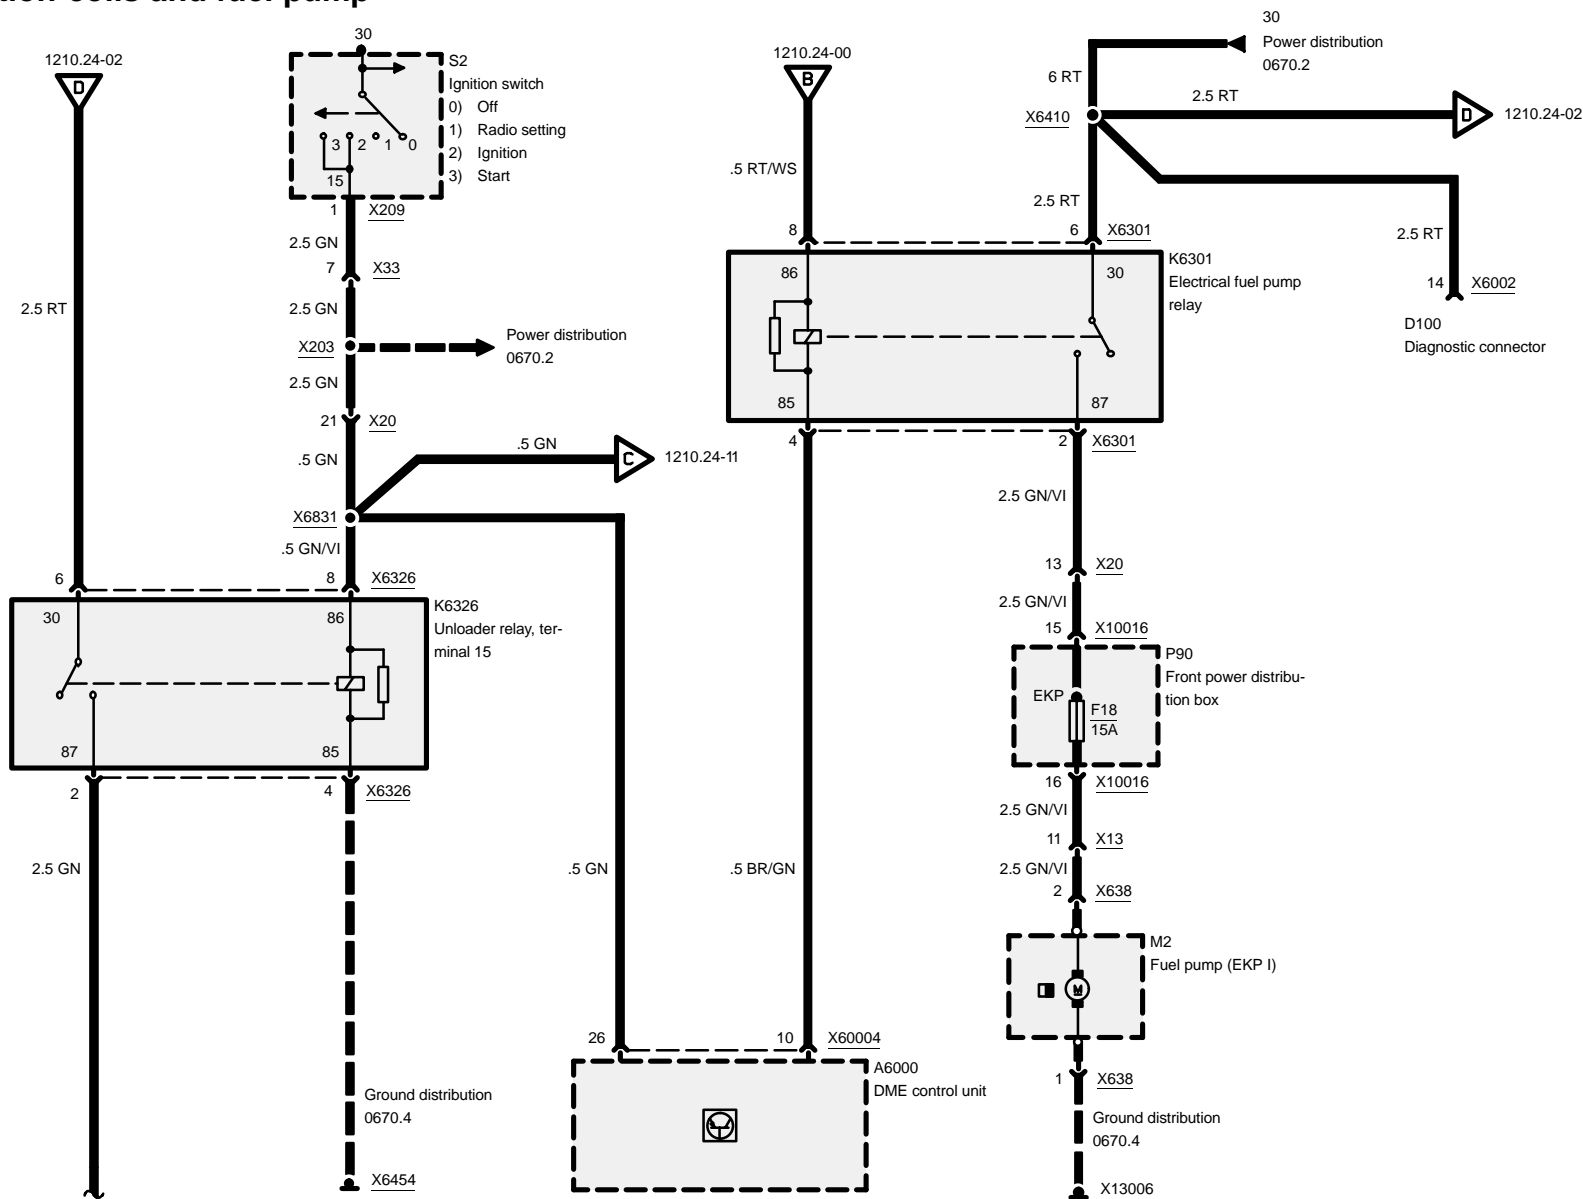 and fuel pump
30
1210.24-02
D
S2
Ignition switch
0) Off
1) Radio setting
2) Ignition
3) Start
3 2 1 0
15
1 X209
2.5 GN
7 X33
2.5 RT
2.5 GN
X203
Power distribution
0670.2
2.5 GN
21 X20
.5 GN
.5 GN
C
1210.24-11
X6831
.5 GN/VI
6
8 X6326
30
86
K6326
Unloader relay, ter-
minal 15
87
85
2
4 X6326
2.5 GN
.5 GN
Ground distribution
0670.4
X6454
1210.24-00
B
.5 RT/WS
30
Power distribution
0670.2
6 RT
X6410
2.5 RT
D
1210.24-02
2.5 RT
2.5 RT
14 X6002
D100
Diagnostic connector
8
6 X6301
86
30
K6301
Electrical fuel pump
relay
85
87
4
2 X6301
2.5 GN/VI
13 X20
2.5 GN/VI
15 X10016
P90
Front power distribu-
tion box
EKP
F18
15A
16 X10016
2.5 GN/VI
11 X13
.5 BR/GN
2.5 GN/VI
2 X638
M2
Fuel pump (EKP I)
M
26
10 X60004
A6000
DME control unit
1 X638
Ground distribution
0670.4
X13006